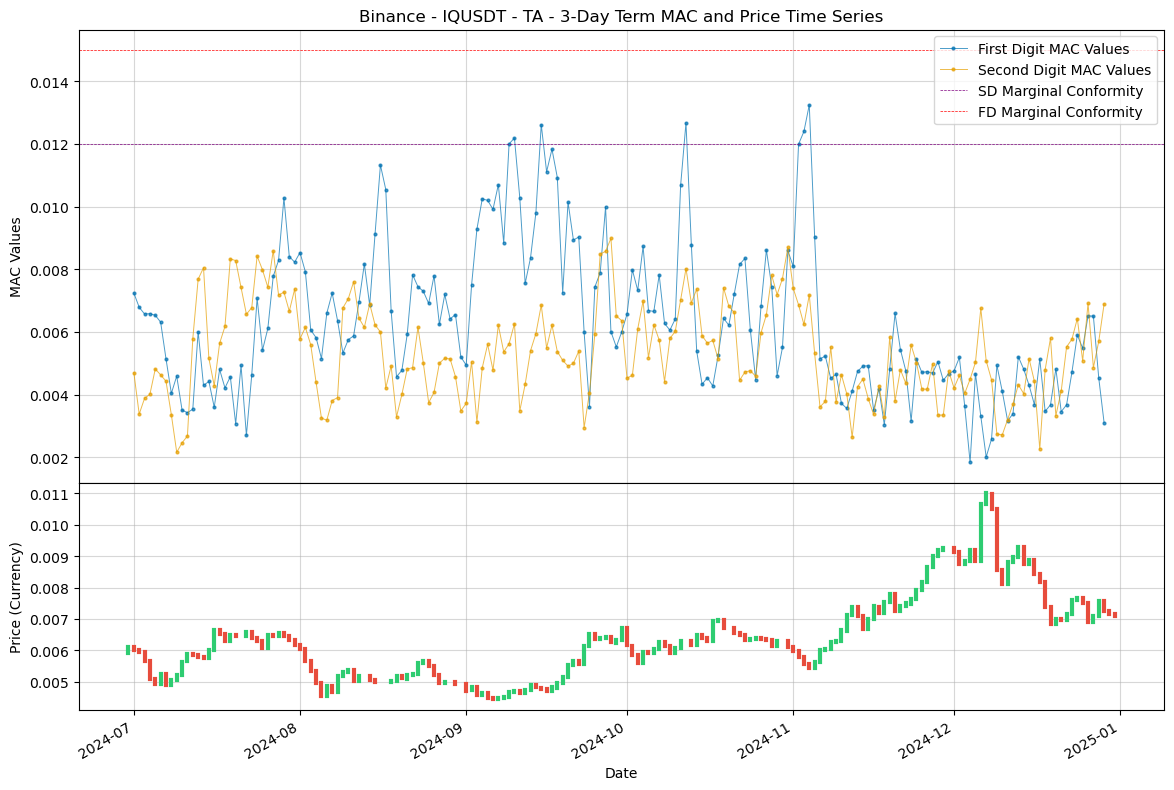 Binance - IQUSDT - TA - 3-Day Term MAC and Price Time Series
First Digit MAC Values
Second Digit MAC Values
SD Marginal Conformity
FD Marginal Conformity
MAC Values
0.014
0.012
0.010
0.008
0.006
0.004
0.002
Price (Currency)
0.011
0.010
0.009
0.008
0.007
0.006
0.005
2024-07
2024-08
2024-09
2024-10
2024-11
2024-12
2025-01
Date